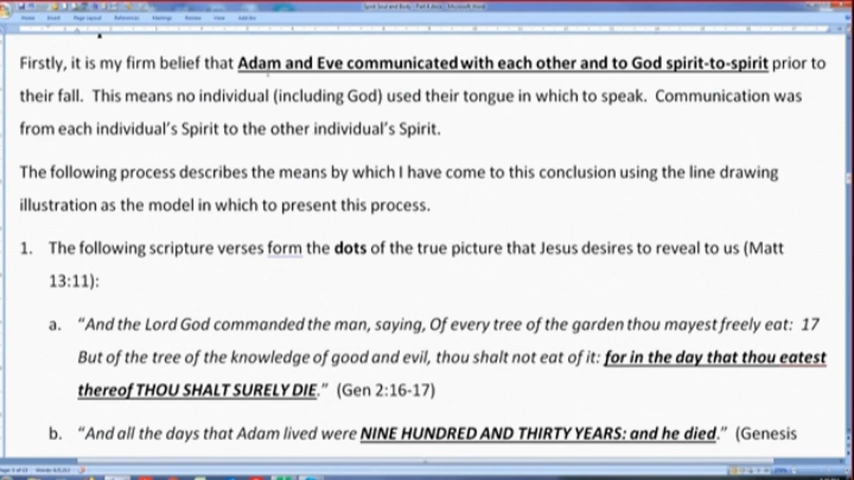 Firstly, it is my firm belief that Adam and Eve communicated with each other and to God spirit-to-spirit prior to
their fall. This means no individual (including God) used their tongue in which to speak. Communication was
from each individual's Spirit to the other individual's Spirit.
The following process describes the means by which I have come to this conclusion using the line drawing
illustration as the model in which to present this process.
1. The following scripture verses form the dots of the true picture that Jesus desires to reveal to us (Matt
13:11):
a. "And the Lord God commanded the man, saying, Of every tree of the garden thou mayest freely eat: 17
But of the tree of the knowledge of good and evil, thou shalt not eat of it: for in the day that thou eatest
thereof THOU SHALT SURELY DIE." (Gen 2:16-17)
b. "And all the days that Adam lived were NINE HUNDRED AND THIRTY YEARS: and he died." (Genesis